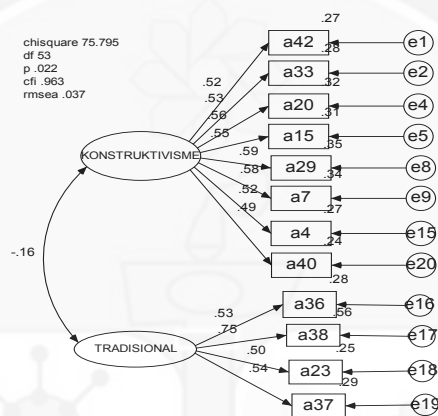 chisquare 75.795
df 53
p .022
cfi .963
rmsea .037
.27
a42
e1
.28
a33
e2
.32
a20
e4
.31
a15
e5
.35
a29
e8
.34
a7
e9
.27
a4
e15
.24
a40
e20
.52
.53
.56
.55
.59
.58
.52
.49
KONSTRUKTIVISME
-.16
.28
a36
e16
.56
a38
e17
.25
a23
e18
.29
a37
e19
.53
.75
.50
.54
TRADISIONAL